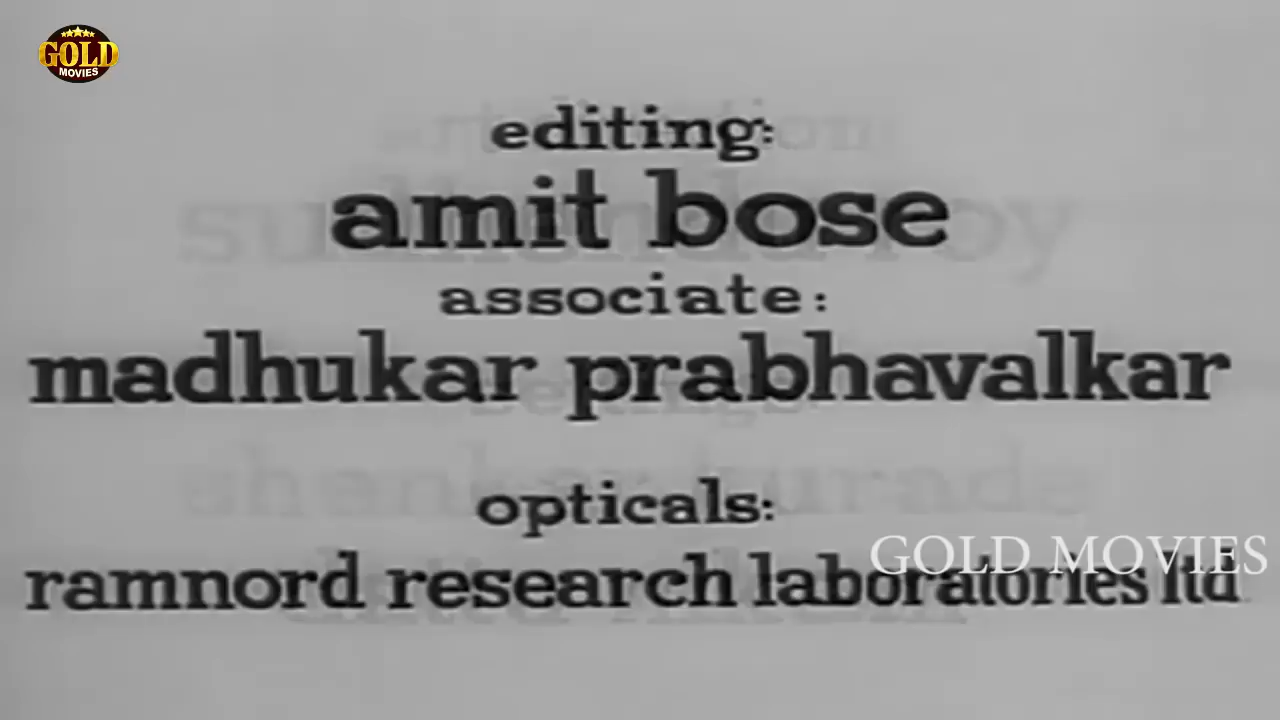 GOLD
MOVIES
editing:
amit bose
associate:
madhukar prabhavalkar
opticals:
GOLD MOVIES
ramnord research laboratories ltd